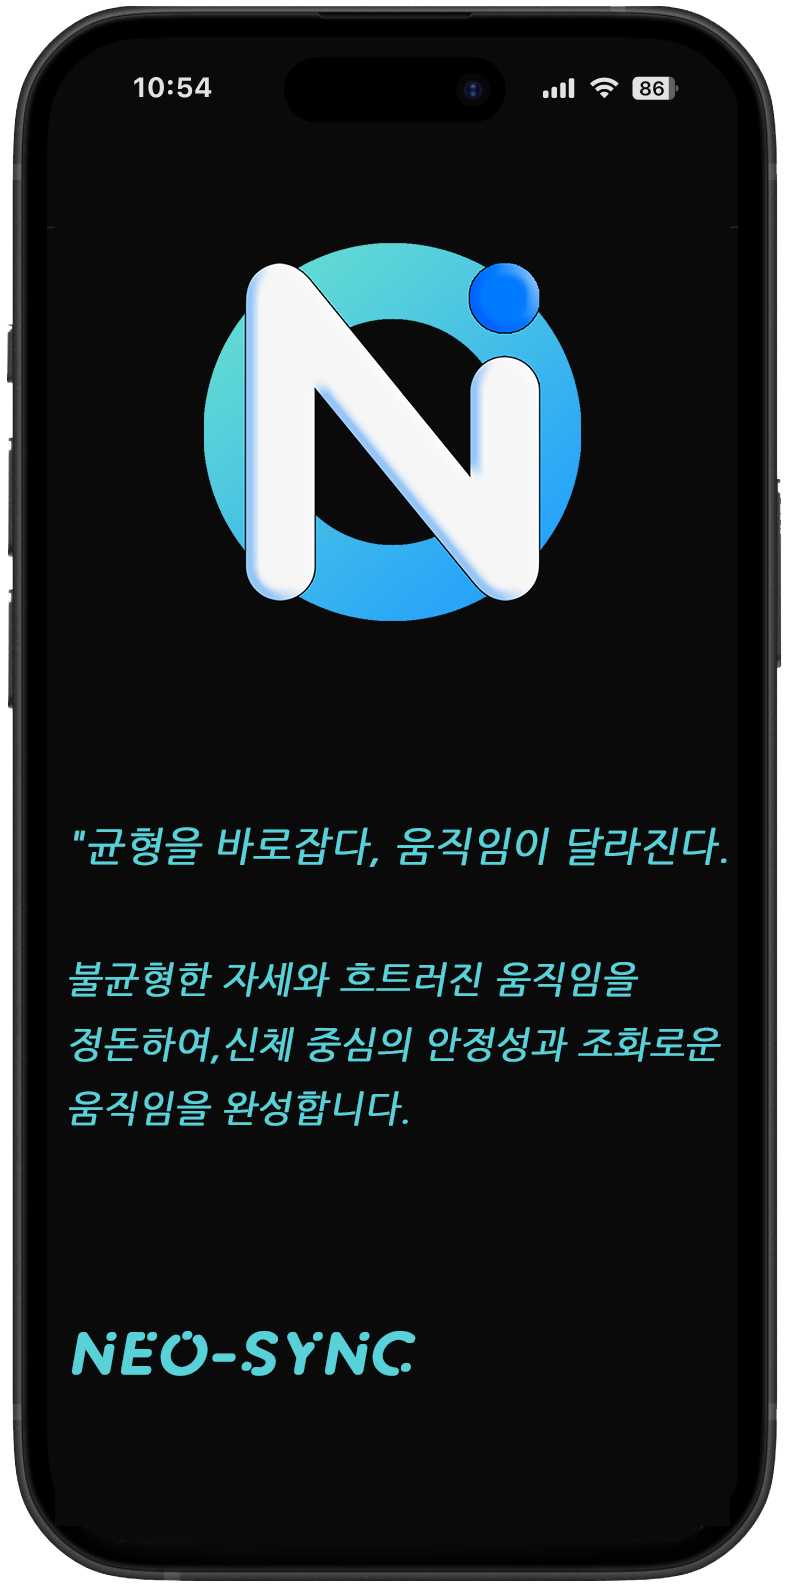 10:54
86
N
"균형을 바로잡다, 움직임이 달라진다.
불균형한 자세와 흐트러진 움직임을
정돈하여,신체 중심의 안정성과 조화로운
움직임을 완성합니다.
NEO-SYNC